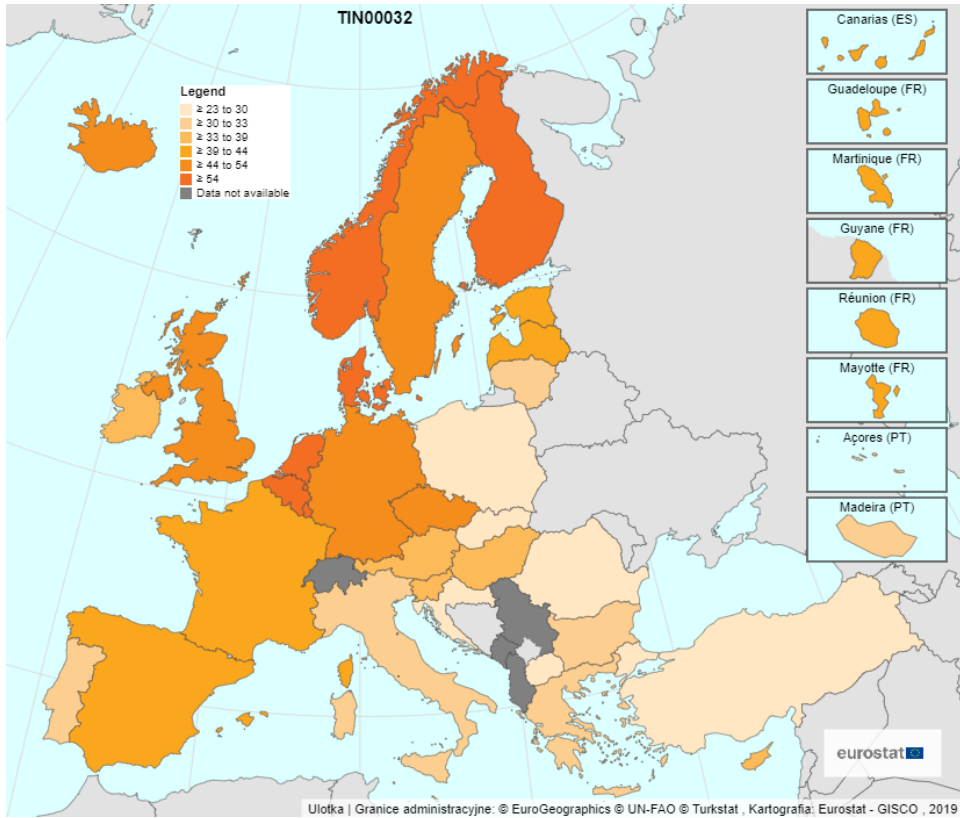 TIN00032
Legend
≥ 23 to 30
≥ 30 to 33
≥ 33 to 39
≥ 39 to 44
≥ 44 to 54
≥ 54
Data not available
Canarias (ES)
Guadeloupe (FR)
Martinique (FR)
Guyane (FR)
Réunion (FR)
Mayotte (FR)
Açores (PT)
Madeira (PT)
eurostat
Ulotka | Granice administracyjne: © EuroGeographics © UN-FAO © Turkstat , Kartografia: Eurostat - GISCO , 2019